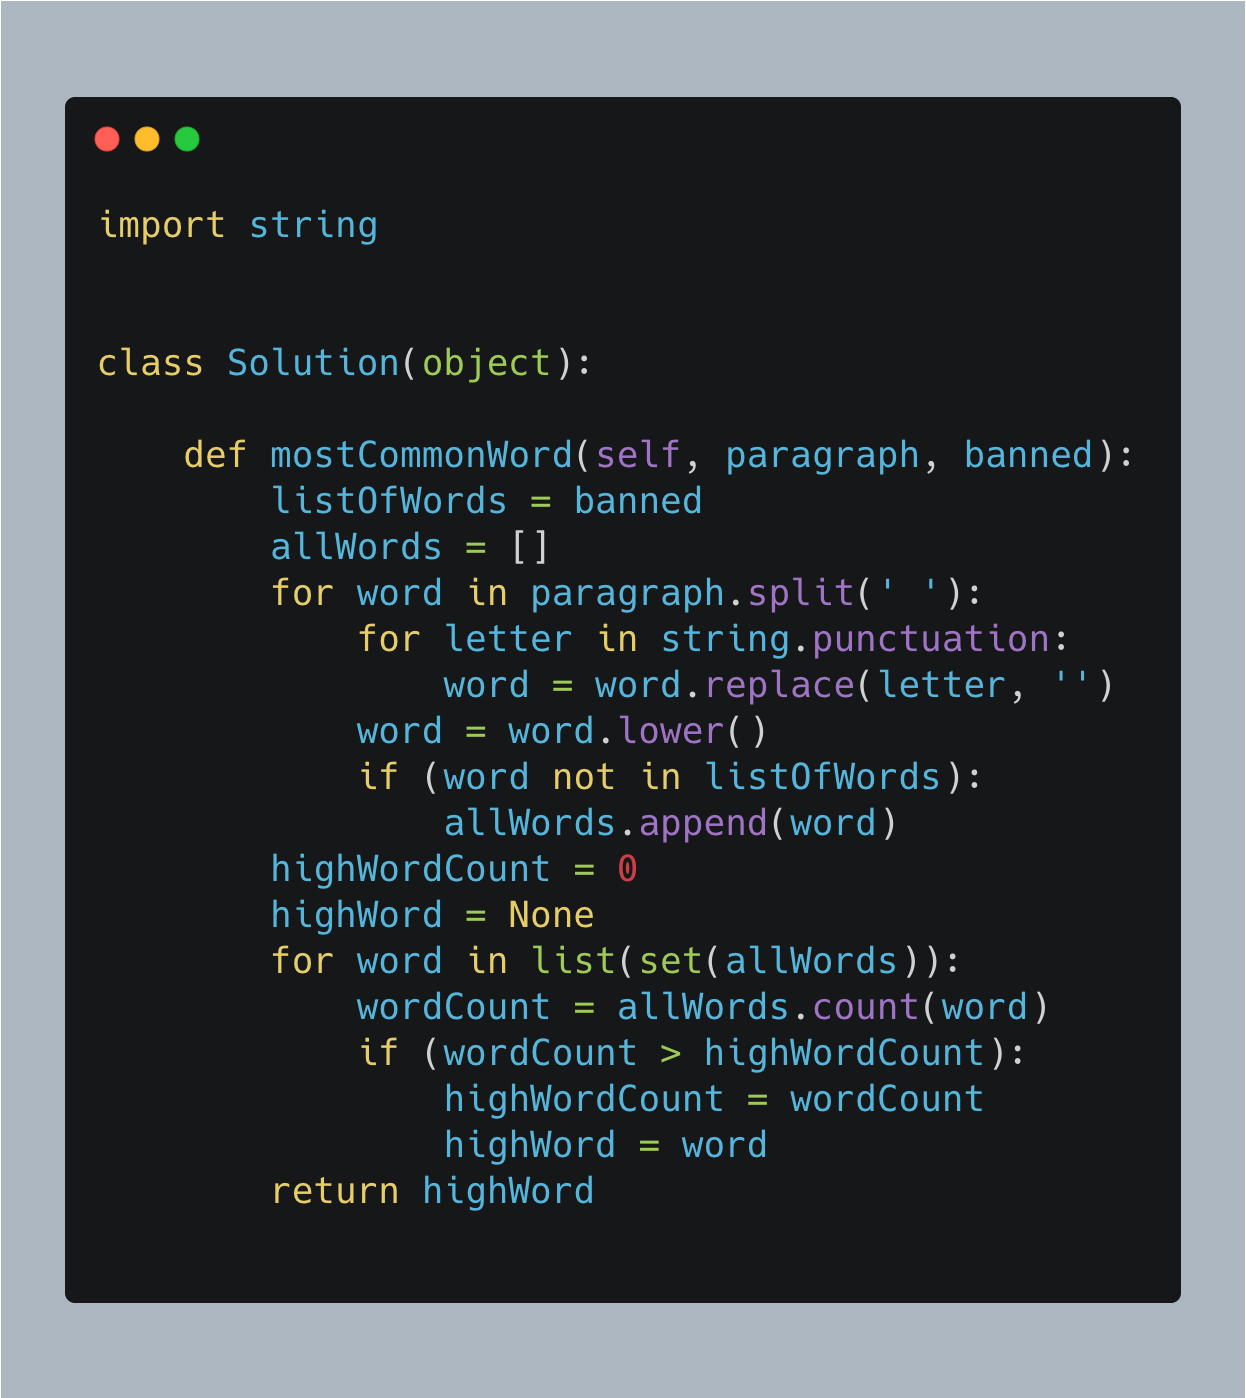 import string
class Solution(object):
    def mostCommonWord(self, paragraph, banned):
        listOfWords = banned
        allWords = []
        for word in paragraph.split(' '):
            for letter in string.punctuation:
                word = word.replace(letter, '')
            word = word.lower()
            if (word not in listOfWords):
                allWords.append(word)
        highWordCount = 0
        highWord = None
        for word in list(set(allWords)):
            wordCount = allWords.count(word)
            if (wordCount > highWordCount):
                highWordCount = wordCount
                highWord = word
        return highWord